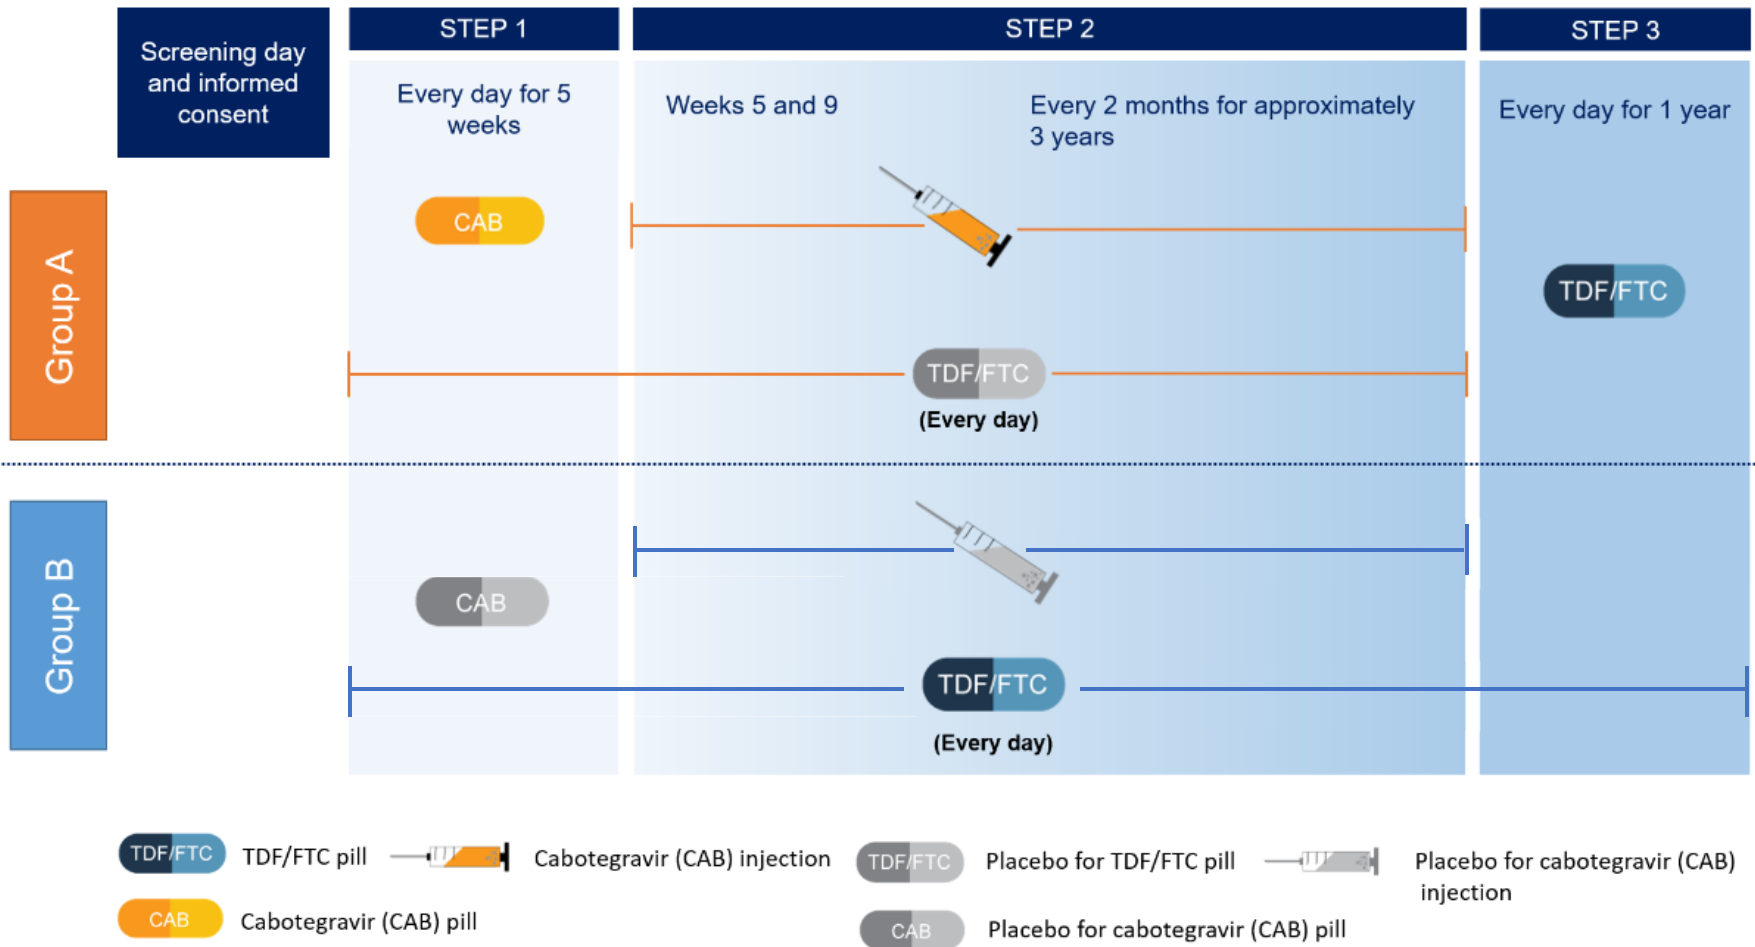 Screening day
and informed
consent
STEP 1
STEP 2
STEP 3
Every day for 5
weeks
Weeks 5 and 9
Every 2 months for approximately
3 years
Every day for 1 year
Group A
CAB
TDF/FTC
TDF/FTC
(Every day)
Group B
CAB
TDF/FTC
(Every day)
TDF/FTC
TDF/FTC pill
Cabotegravir (CAB) injection
TDF/FTC
Placebo for TDF/FTC pill
Placebo for cabotegravir (CAB)
injection
CAB
Cabotegravir (CAB) pill
CAB
Placebo for cabotegravir (CAB) pill